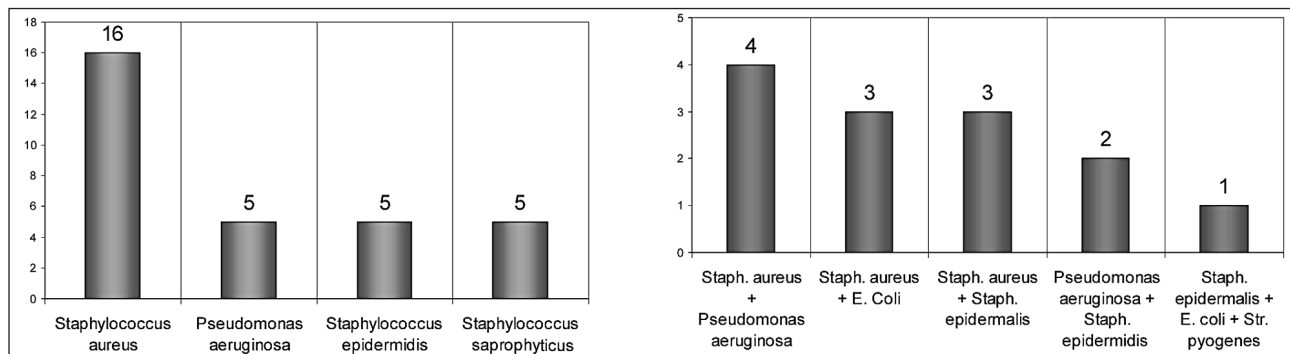 18
16
14
12
10
8
6
4
2
0
16
5
5
5
Staphylococcus
aureus
Pseudomonas
aeruginosa
Staphylococcus
epidermidis
Staphylococcus
saprophyticus
5
4
3
2
1
0
4
3
3
2
1
Staph. aureus
+
Pseudomonas
aeruginosa
Staph. aureus
+ E. Coli
Staph. aureus
+ Staph.
epidermalis
Pseudomonas
aeruginosa +
Staph.
epidermidis
Staph.
epidermalis +
E. coli + Str.
pyogenes